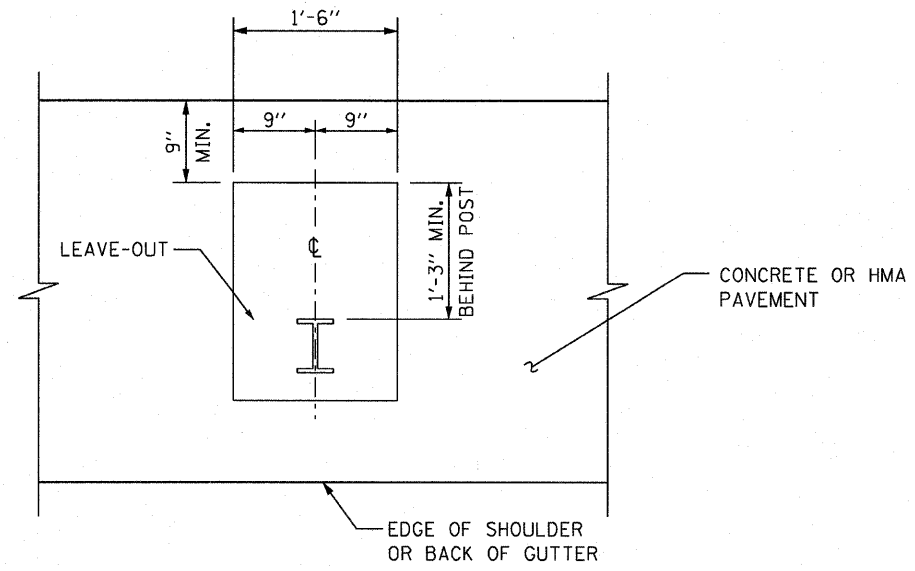 1'-6"
9"
9"
9"
MIN.
LEAVE-OUT
℄
1'-3" MIN.
BEHIND POST
CONCRETE OR HMA
PAVEMENT
EDGE OF SHOULDER
OR BACK OF GUTTER